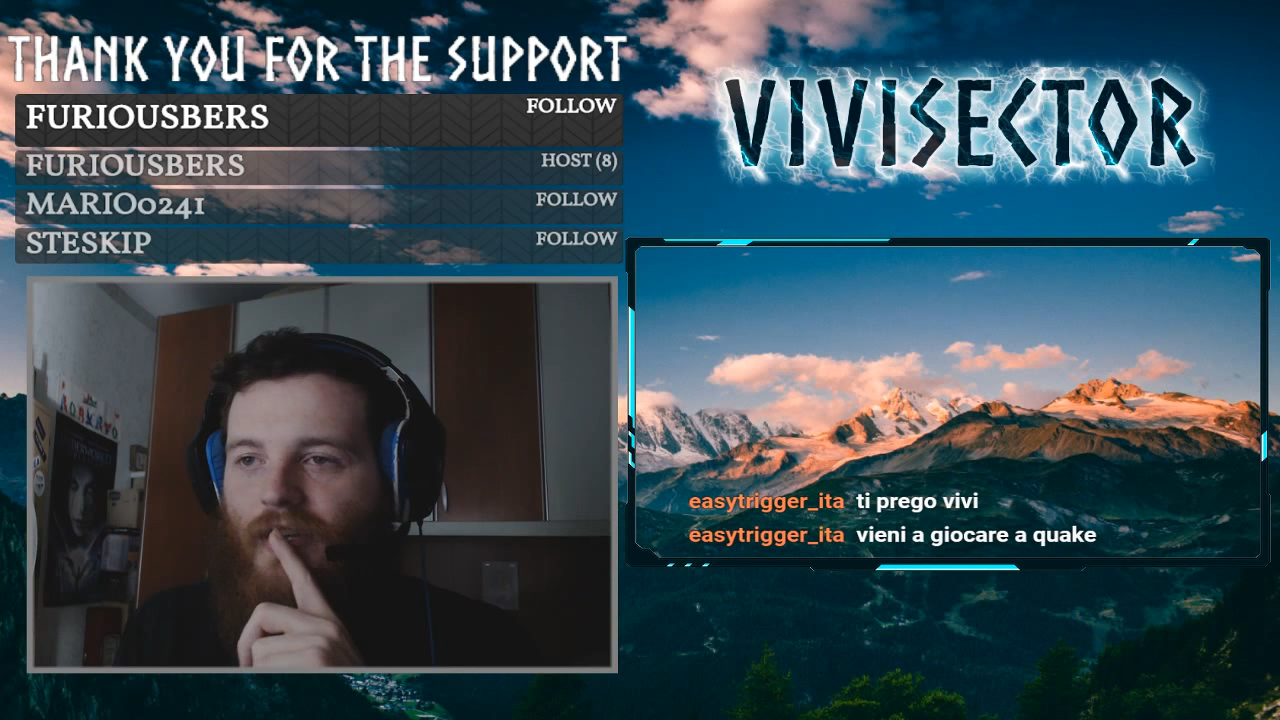 THANK YOU FOR THE SUPPORT
FURIOUSBERS FOLLOW
FURIOUSBERS HOST (8)
MARIO0241 FOLLOW
STESKIP FOLLOW
VIVISECTOR
easytrigger_ita ti prego vivi
easytrigger_ita vieni a giocare a quake